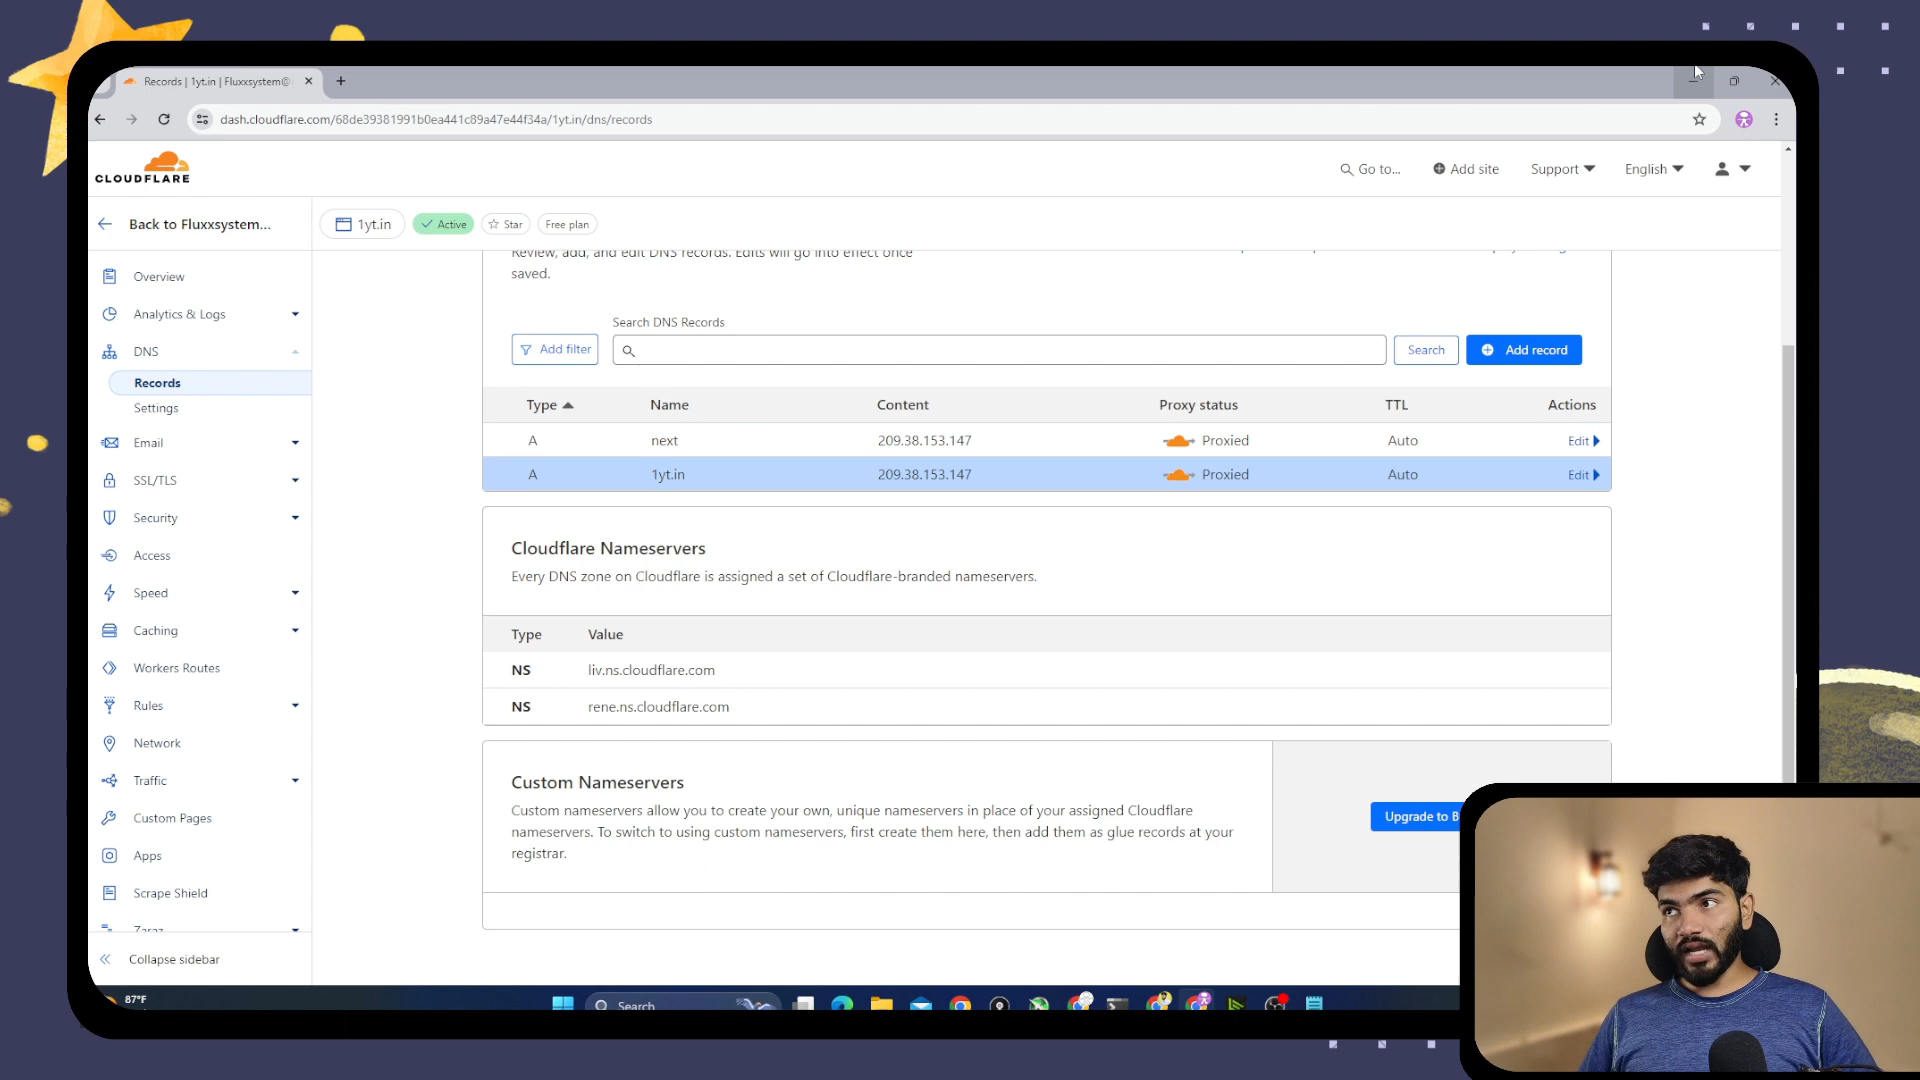 Records | 1yt.in | Fluxxsystem@
dash.cloudflare.com/68de39381991b0ea441c89a47e44f34a/1yt.in/dns/records
CLOUDFLARE
Go to...
Add site
Support
English
Back to Fluxxsystem...
1yt.in
Active
Star
Free plan
Overview
Analytics & Logs
DNS
Records
Settings
Email
SSL/TLS
Security
Access
Speed
Caching
Workers Routes
Rules
Network
Traffic
Custom Pages
Apps
Scrape Shield
Zaraz
Collapse sidebar
Review, add, and edit DNS records. Edits will go into effect once
saved.
Search DNS Records
Add filter
Search
Add record
Type Name Content Proxy status TTL Actions
A next 209.38.153.147 Proxied Auto Edit
A 1yt.in 209.38.153.147 Proxied Auto Edit
Cloudflare Nameservers
Every DNS zone on Cloudflare is assigned a set of Cloudflare-branded nameservers.
Type Value
NS liv.ns.cloudflare.com
NS rene.ns.cloudflare.com
Custom Nameservers
Custom nameservers allow you to create your own, unique nameservers in place of your assigned Cloudflare
nameservers. To switch to using custom nameservers, first create them here, then add them as glue records at your
registrar.
Upgrade to B
87°F
Search